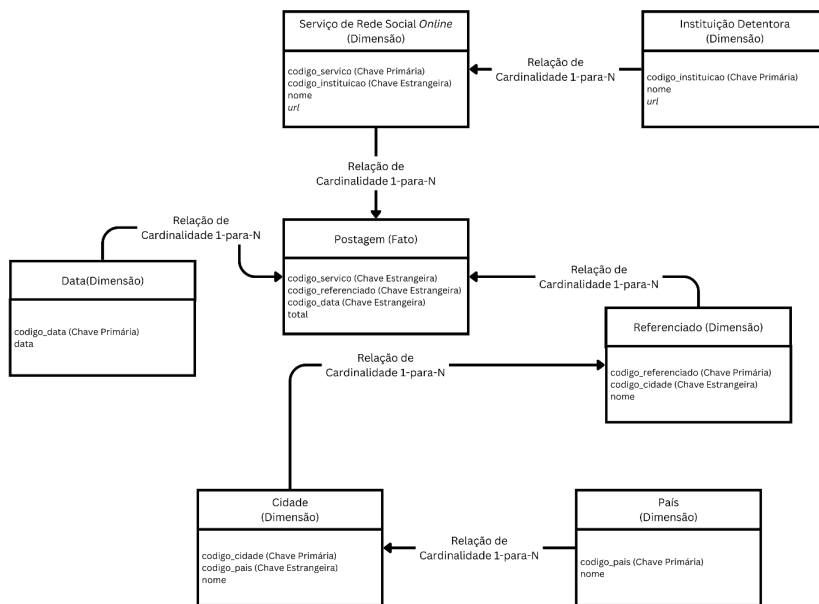 Serviço de Rede Social Online
(Dimensão)
codigo_servico (Chave Primária)
codigo_instituicao (Chave Estrangeira)
nome
url
Relação de
Cardinalidade 1-para-N
Instituição Detentora
(Dimensão)
codigo_instituicao (Chave Primária)
nome
url
Relação de
Cardinalidade 1-para-N
Relação de
Cardinalidade 1-para-N
Data(Dimensão)
codigo_data (Chave Primária)
data
Postagem (Fato)
codigo_servico (Chave Estrangeira)
codigo_referenciado (Chave Estrangeira)
codigo_data (Chave Estrangeira)
total
Relação de
Cardinalidade 1-para-N
Referenciado (Dimensão)
codigo_referenciado (Chave Primária)
codigo_cidade (Chave Estrangeira)
nome
Relação de
Cardinalidade 1-para-N
Cidade
(Dimensão)
codigo_cidade (Chave Primária)
codigo_pais (Chave Estrangeira)
nome
Relação de
Cardinalidade 1-para-N
País
(Dimensão)
codigo_pais (Chave Primária)
nome